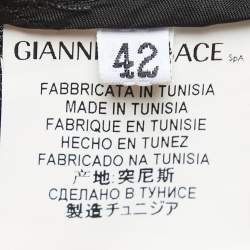 GIANNI ACE SpA
42
FABBRICATA IN TUNISIA
MADE IN TUNISIA
FABRIQUE EN TUNISIE
HECHO EN TUNEZ
FABRICADO NA TUNISIA
产地:突尼斯
СДЕЛАНО В ТУНИСЕ
製造チュニジア